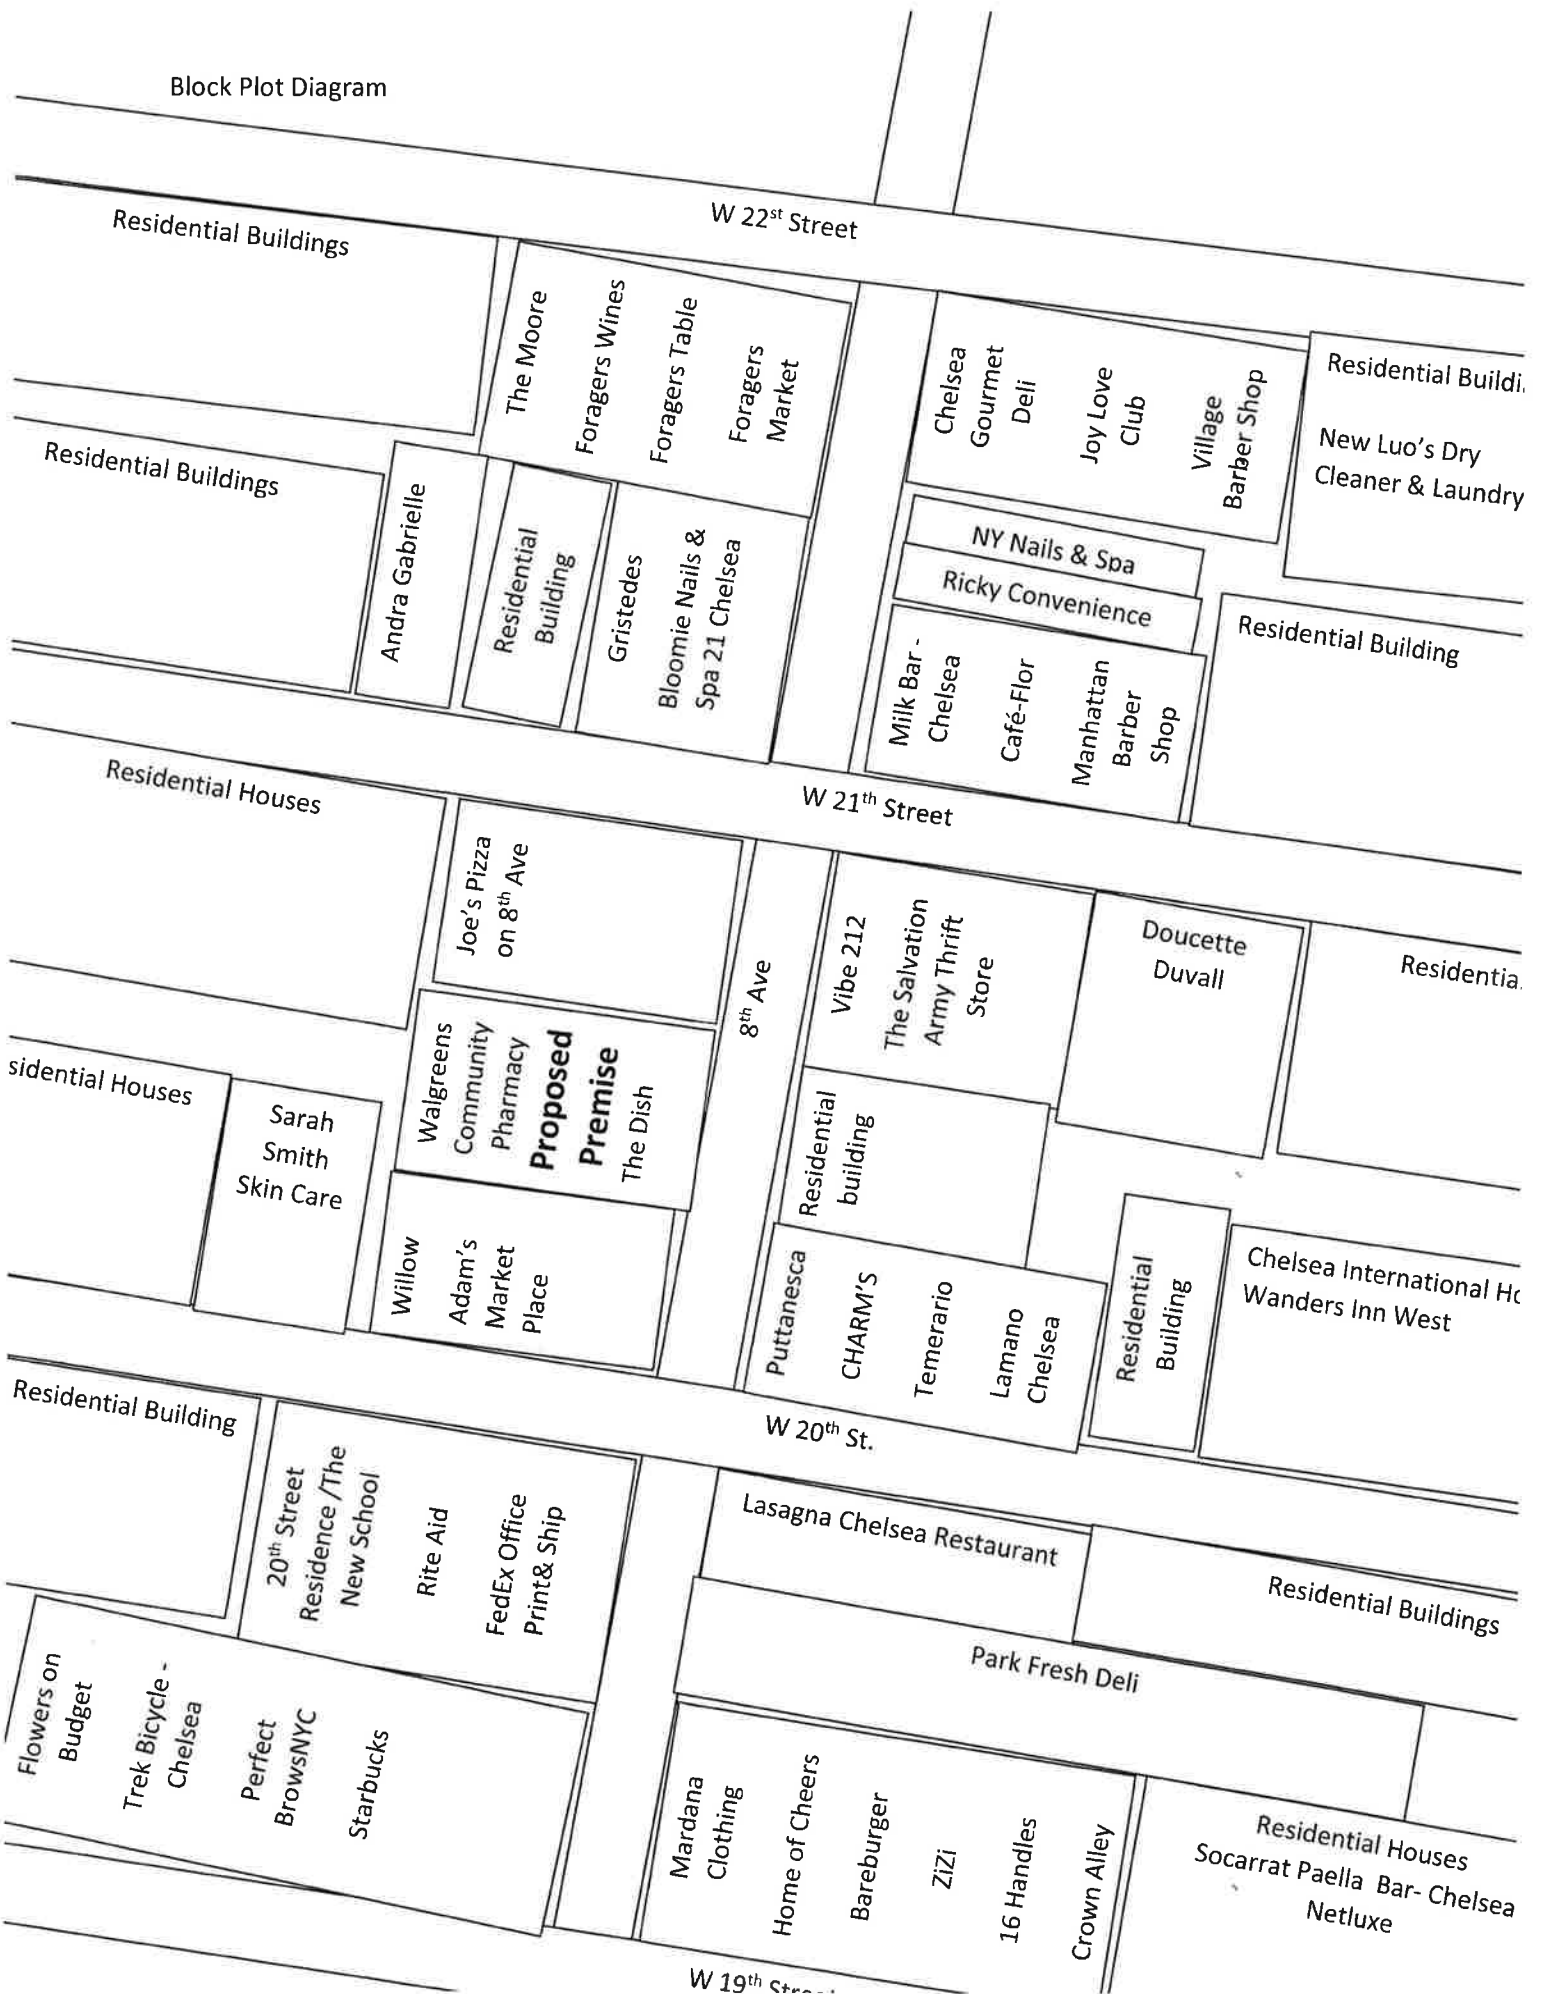 Block Plot Diagram
W 22st Street
Residential Buildings
The Moore
Foragers Wines
Foragers Table
Foragers
Market
Chelsea
Gourmet
Deli
Joy Love
Club
Village
Barber Shop
Residential Buildi
New Luo's Dry
Cleaner & Laundry
Residential Buildings
Andra Gabrielle
Residential
Building
Gristedes
Bloomie Nails &
Spa 21 Chelsea
NY Nails & Spa
Ricky Convenience
Milk Bar -
Chelsea
Café-Flor
Manhattan
Barber
Shop
Residential Building
W 21th Street
Residential Houses
Joe's Pizza
on 8th Ave
8th Ave
Vibe 212
The Salvation
Army Thrift
Store
Doucette
Duvall
Residentia
Walgreens
Community
Pharmacy
Proposed
Premise
The Dish
sidential Houses
Sarah
Smith
Skin Care
Residential
building
Willow
Adam's
Market
Place
Puttanesca
CHARM'S
Temerario
Lamano
Chelsea
Residential
Building
Chelsea International Ho
Wanders Inn West
W 20th St.
Residential Building
20th Street
Residence /The
New School
Rite Aid
FedEx Office
Print& Ship
Lasagna Chelsea Restaurant
Residential Buildings
Park Fresh Deli
Flowers on
Budget
Trek Bicycle -
Chelsea
Perfect
BrowsNYC
Starbucks
Mardana
Clothing
Home of Cheers
Bareburger
ZiZi
16 Handles
Crown Alley
Residential Houses
Socarrat Paella Bar- Chelsea
Netluxe
W 19th Stre